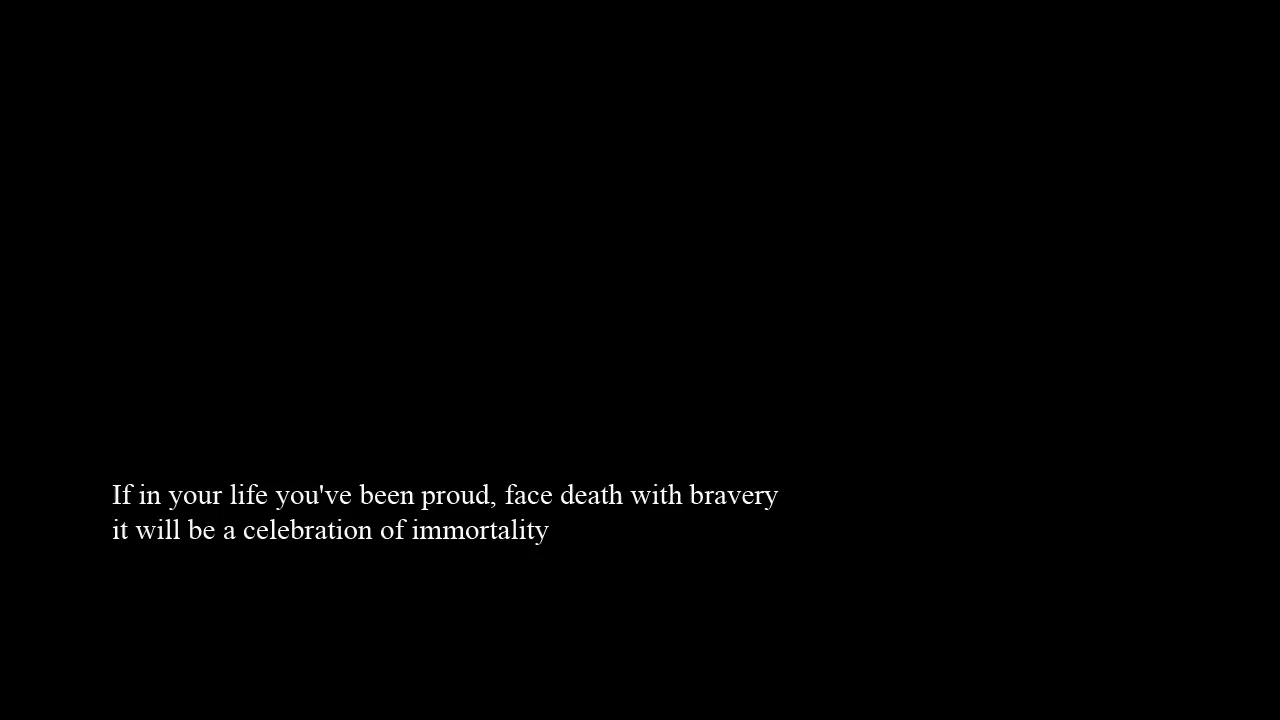 If in your life you've been proud, face death with bravery
it will be a celebration of immortality